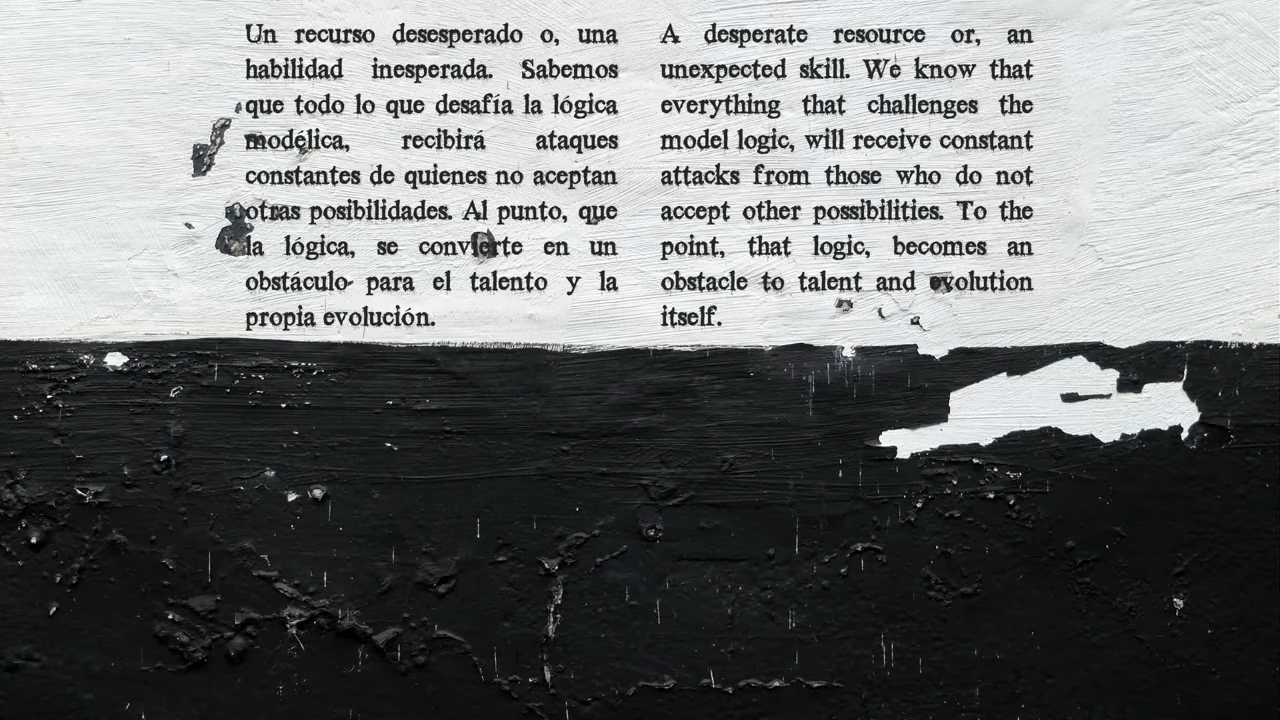 Un recurso desesperado o, una
habilidad inesperada. Sabemos
que todo lo que desafía la lógica
modélica, recibirá ataques
constantes de quienes no aceptan
otras posibilidades. Al punto, que
la lógica, se convierte en un
obstáculo para el talento y la
propia evolución.
A desperate resource or, an
unexpected skill. We know that
everything that challenges the
model logic, will receive constant
attacks from those who do not
accept other possibilities. To the
point, that logic, becomes an
obstacle to talent and evolution
itself.